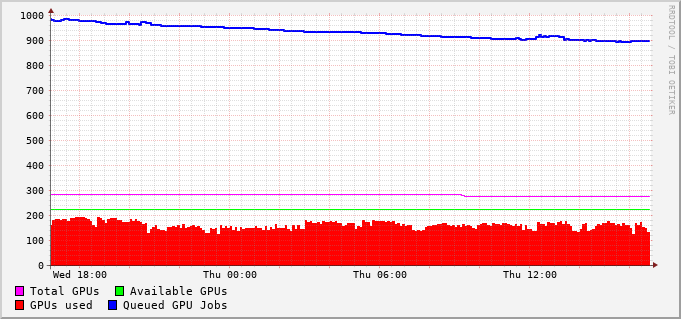 1000
900
800
700
600
500
400
300
200
100
0
Wed 18:00 Thu 00:00 Thu 06:00 Thu 12:00
Total GPUs Available GPUs
GPUs used Queued GPU Jobs
RRDTOOL / TOBI OETIKER